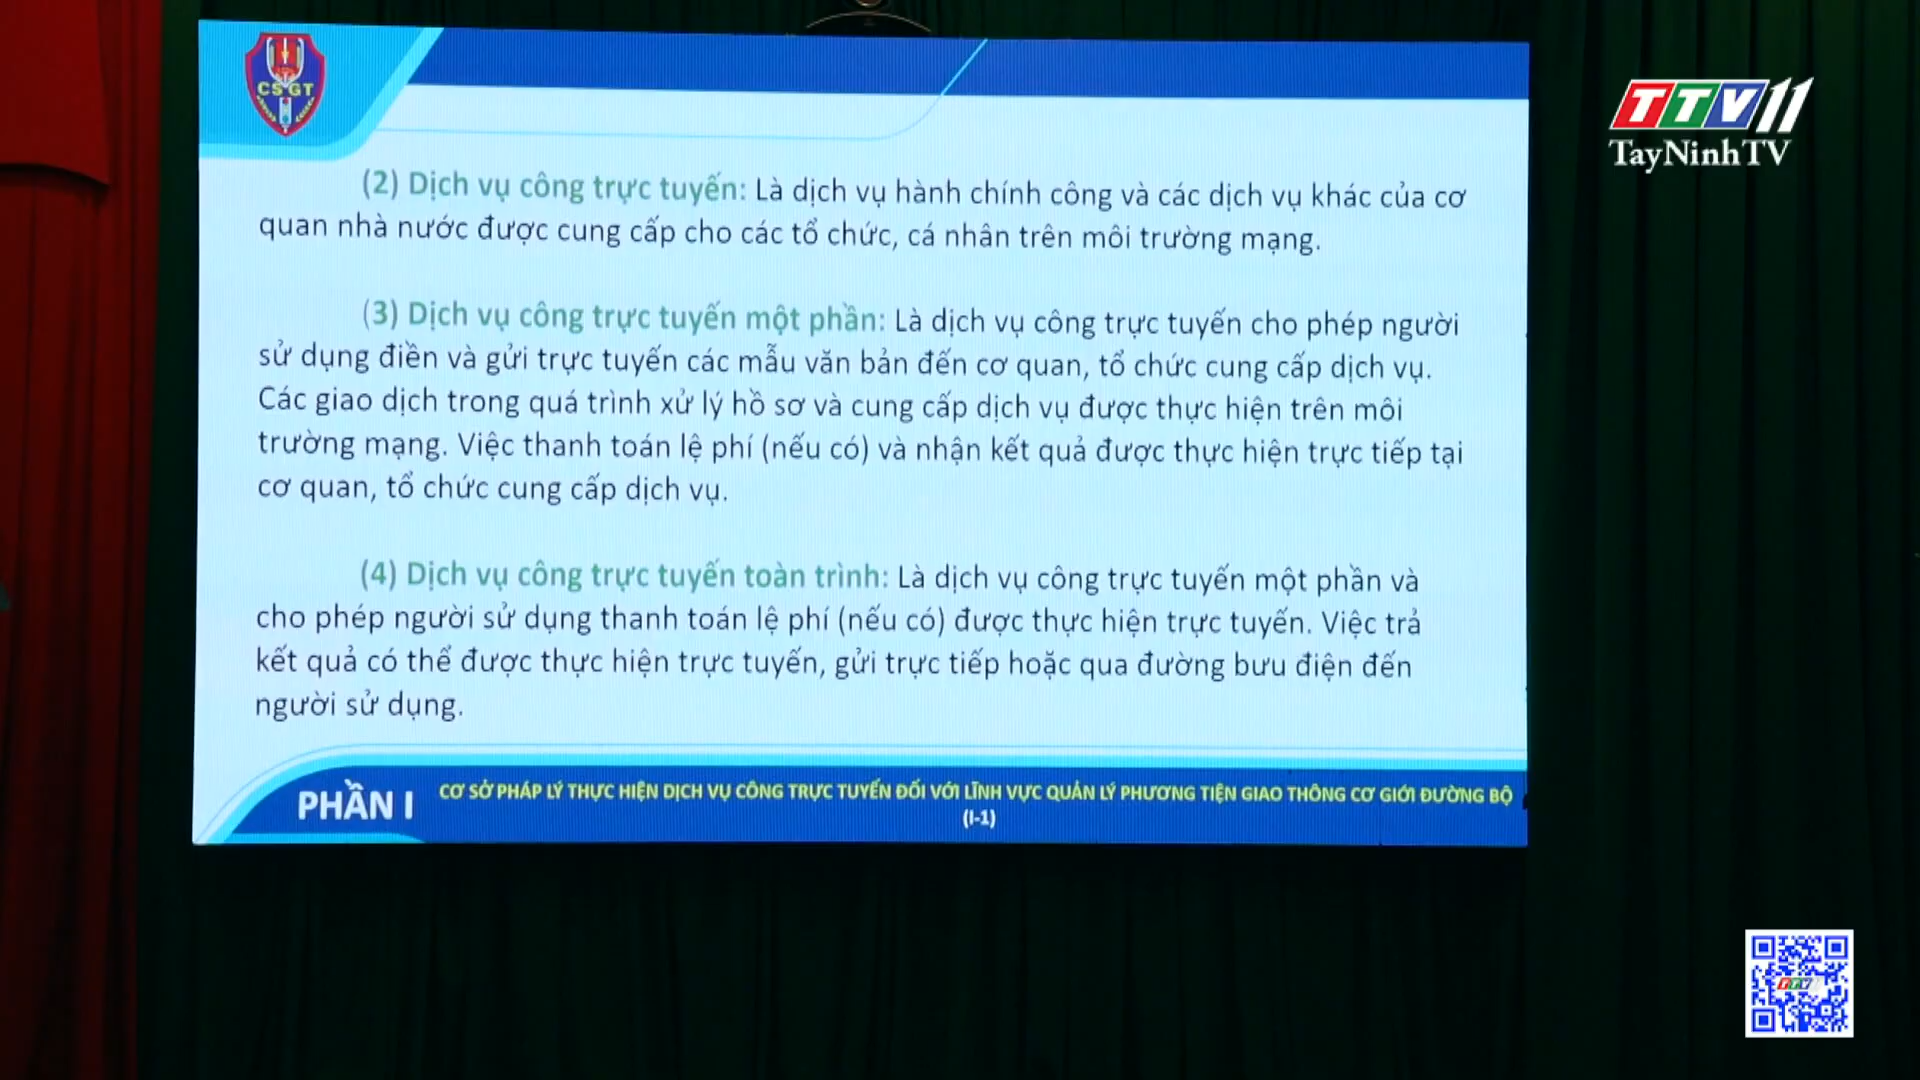 CSGT
TTV11
TayNinhTV
(2) Dịch vụ công trực tuyến: Là dịch vụ hành chính công và các dịch vụ khác của cơ
quan nhà nước được cung cấp cho các tổ chức, cá nhân trên môi trường mạng.
(3) Dịch vụ công trực tuyến một phần: Là dịch vụ công trực tuyến cho phép người
sử dụng điền và gửi trực tuyến các mẫu văn bản đến cơ quan, tổ chức cung cấp dịch vụ.
Các giao dịch trong quá trình xử lý hồ sơ và cung cấp dịch vụ được thực hiện trên môi
trường mạng. Việc thanh toán lệ phí (nếu có) và nhận kết quả được thực hiện trực tiếp tại
cơ quan, tổ chức cung cấp dịch vụ.
(4) Dịch vụ công trực tuyến toàn trình: Là dịch vụ công trực tuyến một phần và
cho phép người sử dụng thanh toán lệ phí (nếu có) được thực hiện trực tuyến. Việc trả
kết quả có thể được thực hiện trực tuyến, gửi trực tiếp hoặc qua đường bưu điện đến
người sử dụng.
PHẦN I
CƠ SỞ PHÁP LÝ THỰC HIỆN DỊCH VỤ CÔNG TRỰC TUYẾN ĐỐI VỚI LĨNH VỰC QUẢN LÝ PHƯƠNG TIỆN GIAO THÔNG CƠ GIỚI ĐƯỜNG BỘ
(I-1)
TTV11